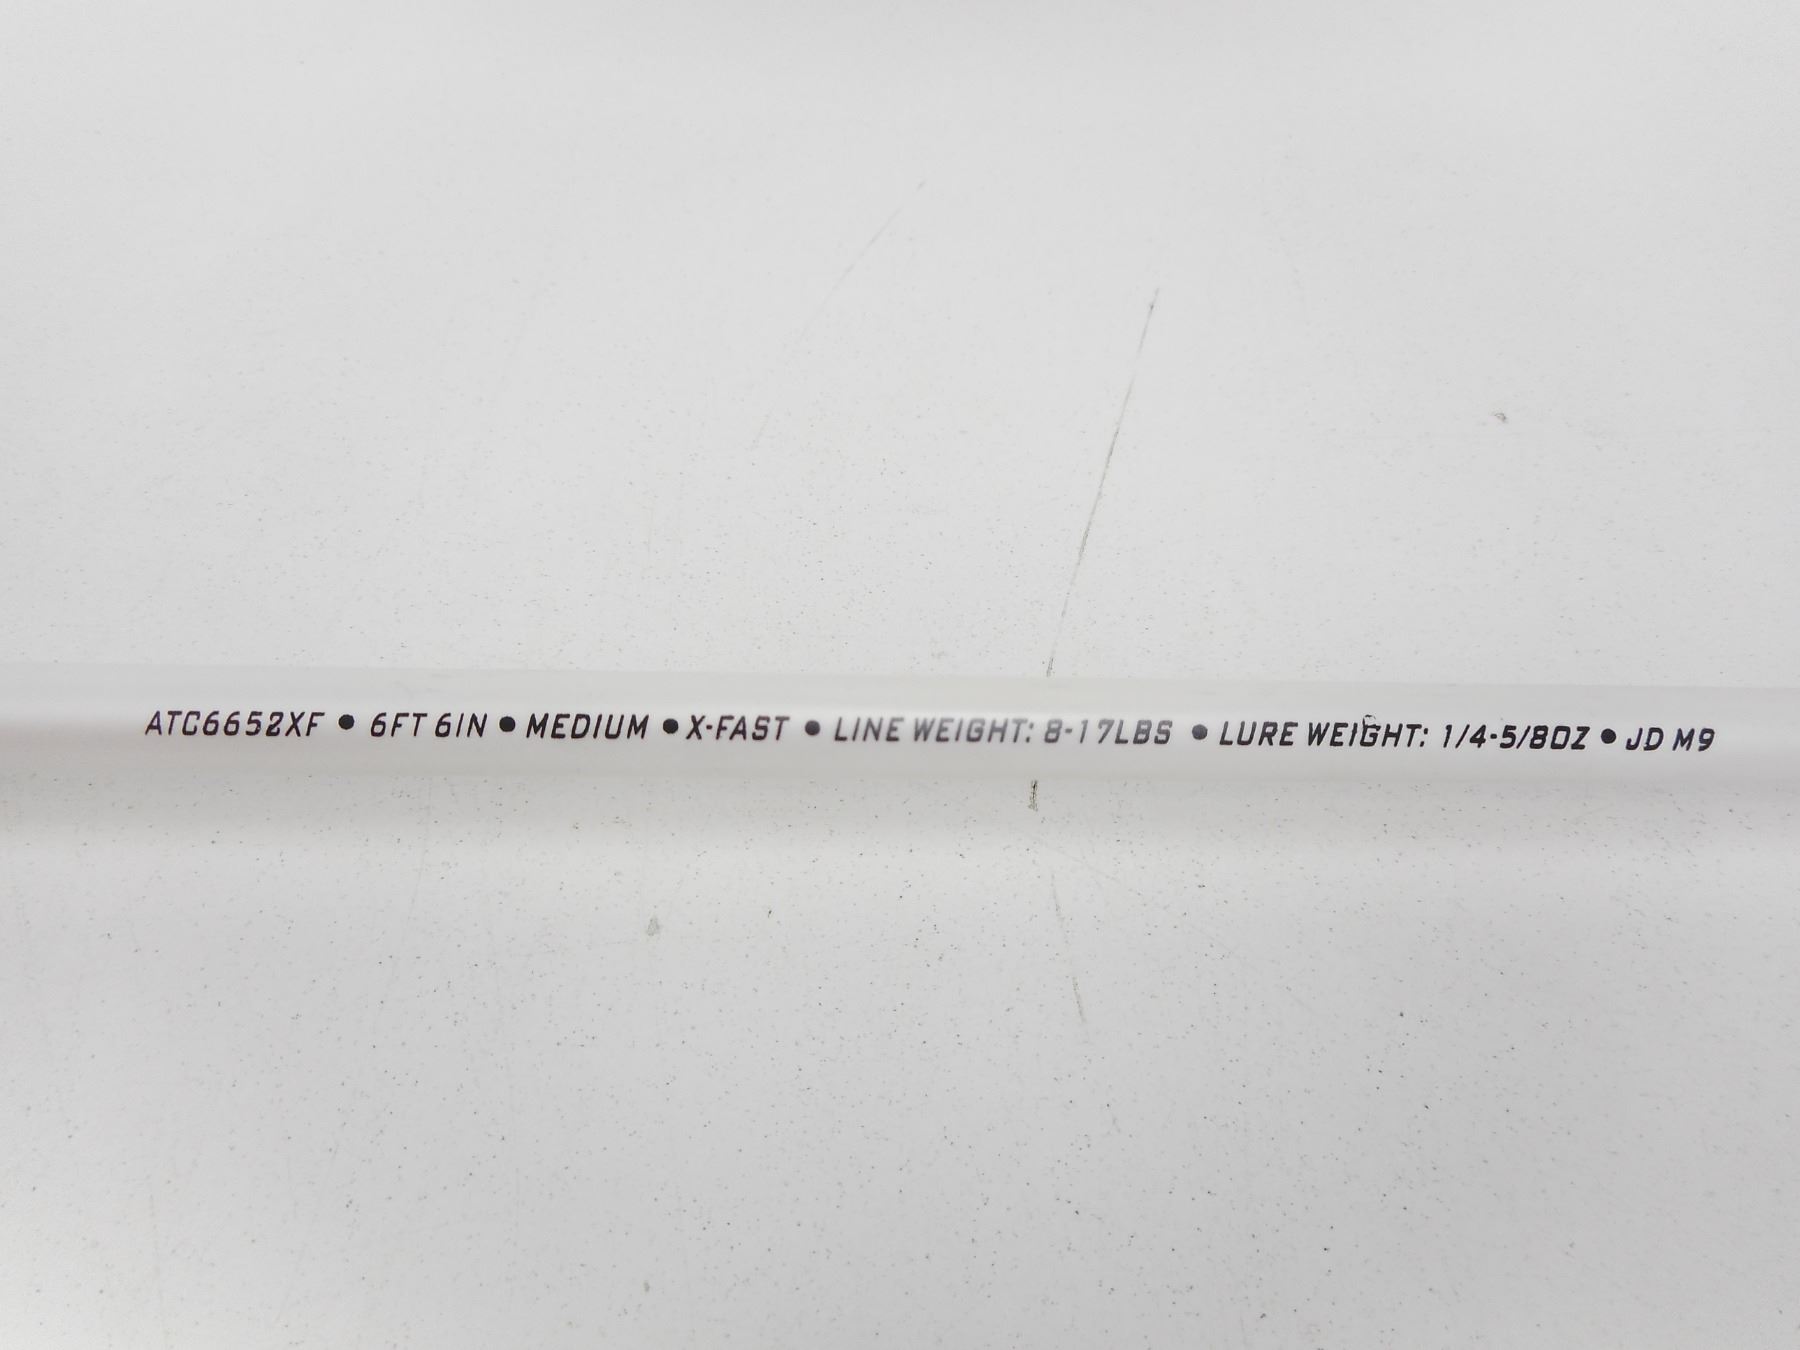 ATC6652XF • 6FT 6IN • MEDIUM • X-FAST • LINE WEIGHT: 8-17LBS • LURE WEIGHT: 1/4-5/8OZ • JD M9